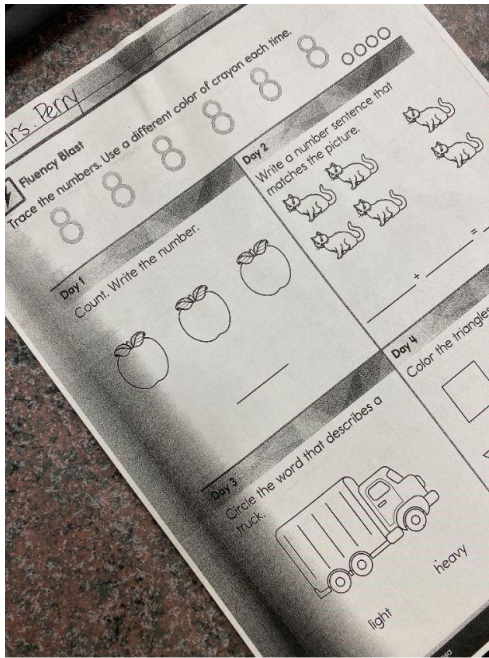 Mrs. Perry
Fluency Blast
Trace the numbers. Use a different color of crayon each time.
8 8 8 8 8 8
Day 1
Count. Write the number.
Day 2
Write a number sentence that
matches the picture.
+ =
Day 3
Circle the word that describes a
truck.
light heavy
Day 4
Color the triangles